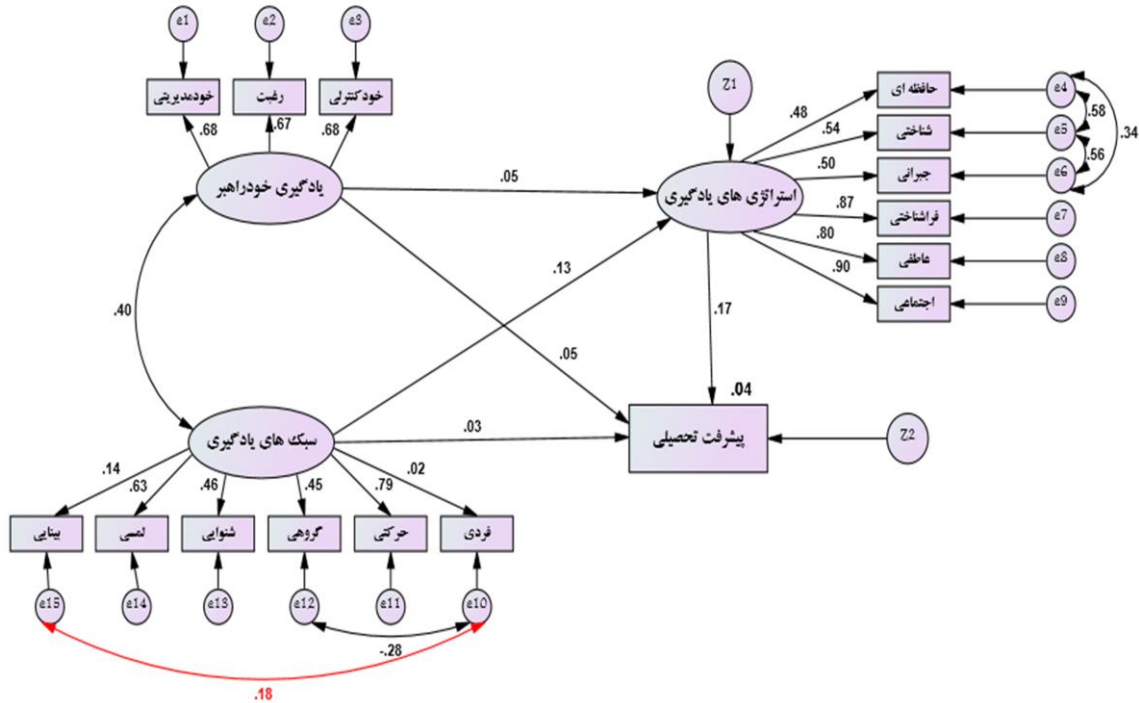 e1 e2 e3
خودمدیریتی رغبت خودکنترلی
.68 .67 .68
یادگیری خودراهبر
Z1
استراتژی های یادگیری
حافظه ای
شناختی
جبرانی
فراشناختی
عاطفی
اجتماعی
.48
.54
.50
.87
.80
.90
e4
e5
e6
e7
e8
e9
.58
.56
.34
.05
.13
.40
.05
.17
.04
پیشرفت تحصیلی
Z2
.03
سبک های یادگیری
.14 .63 .46 .45 .79 .02
بینایی لمسی شنوایی گروهی حرکتی فردی
e15 e14 e13 e12 e11 e10
-.28
.18